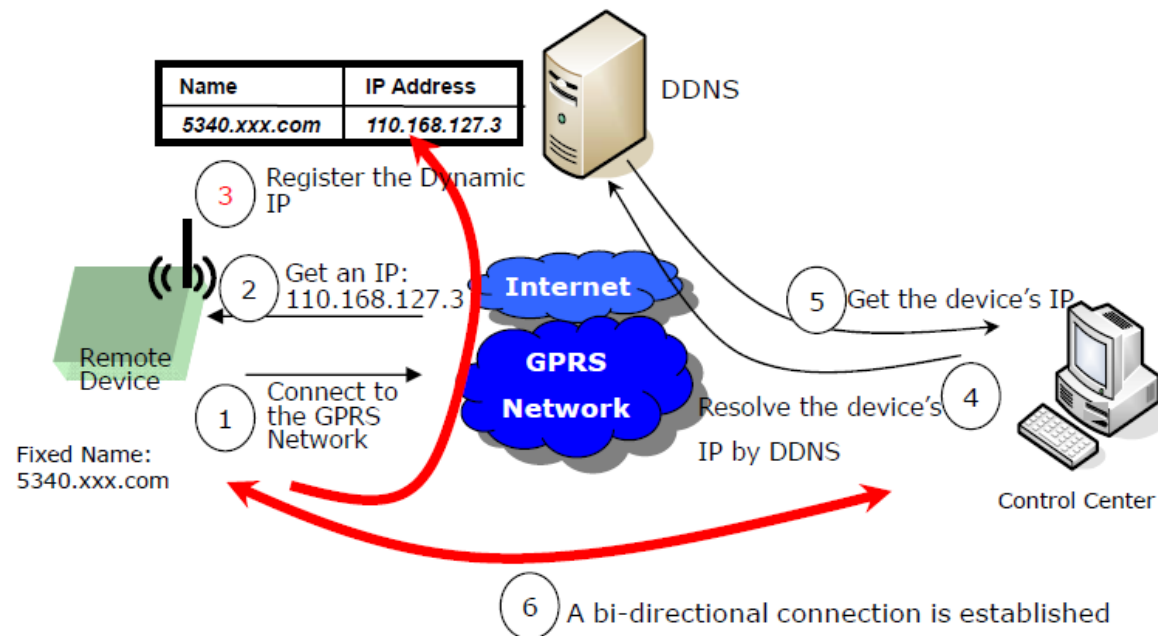 DDNS
Name IP Address
5340.xxx.com 110.168.127.3
3 Register the Dynamic
IP
2 Get an IP:
110.168.127.3
Internet
5 Get the device's IP
Remote
Device
GPRS
Network
1 Connect to
the GPRS
Network
4
Resolve the device's
IP by DDNS
Fixed Name:
5340.xxx.com
Control Center
6 A bi-directional connection is established